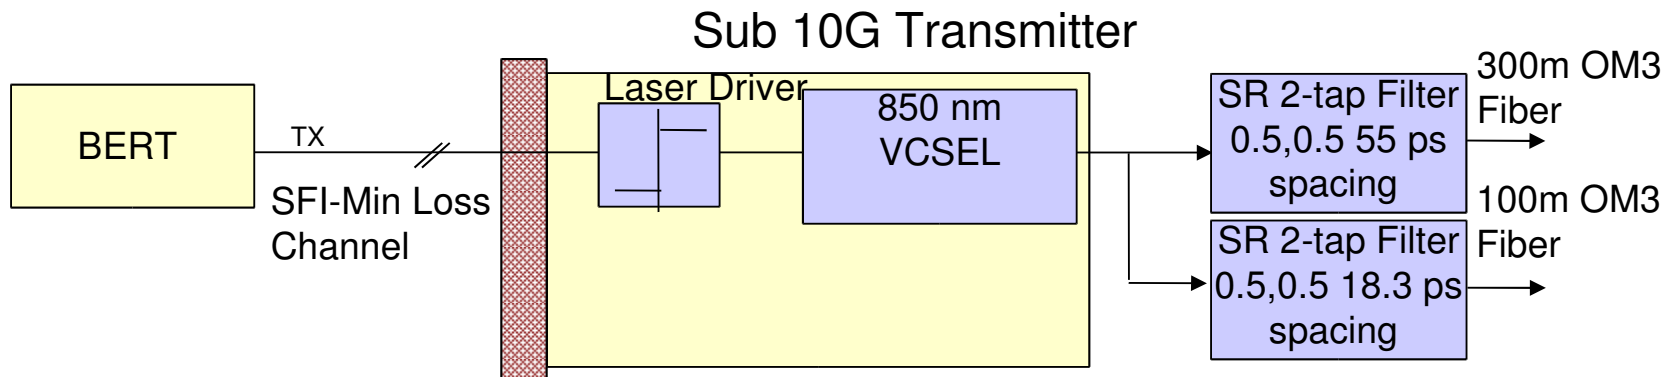 Sub 10G Transmitter
BERT
TX
SFI-Min Loss
Channel
Laser Driver
850 nm
VCSEL
SR 2-tap Filter
0.5,0.5 55 ps
spacing
300m OM3
Fiber
SR 2-tap Filter
0.5,0.5 18.3 ps
spacing
100m OM3
Fiber